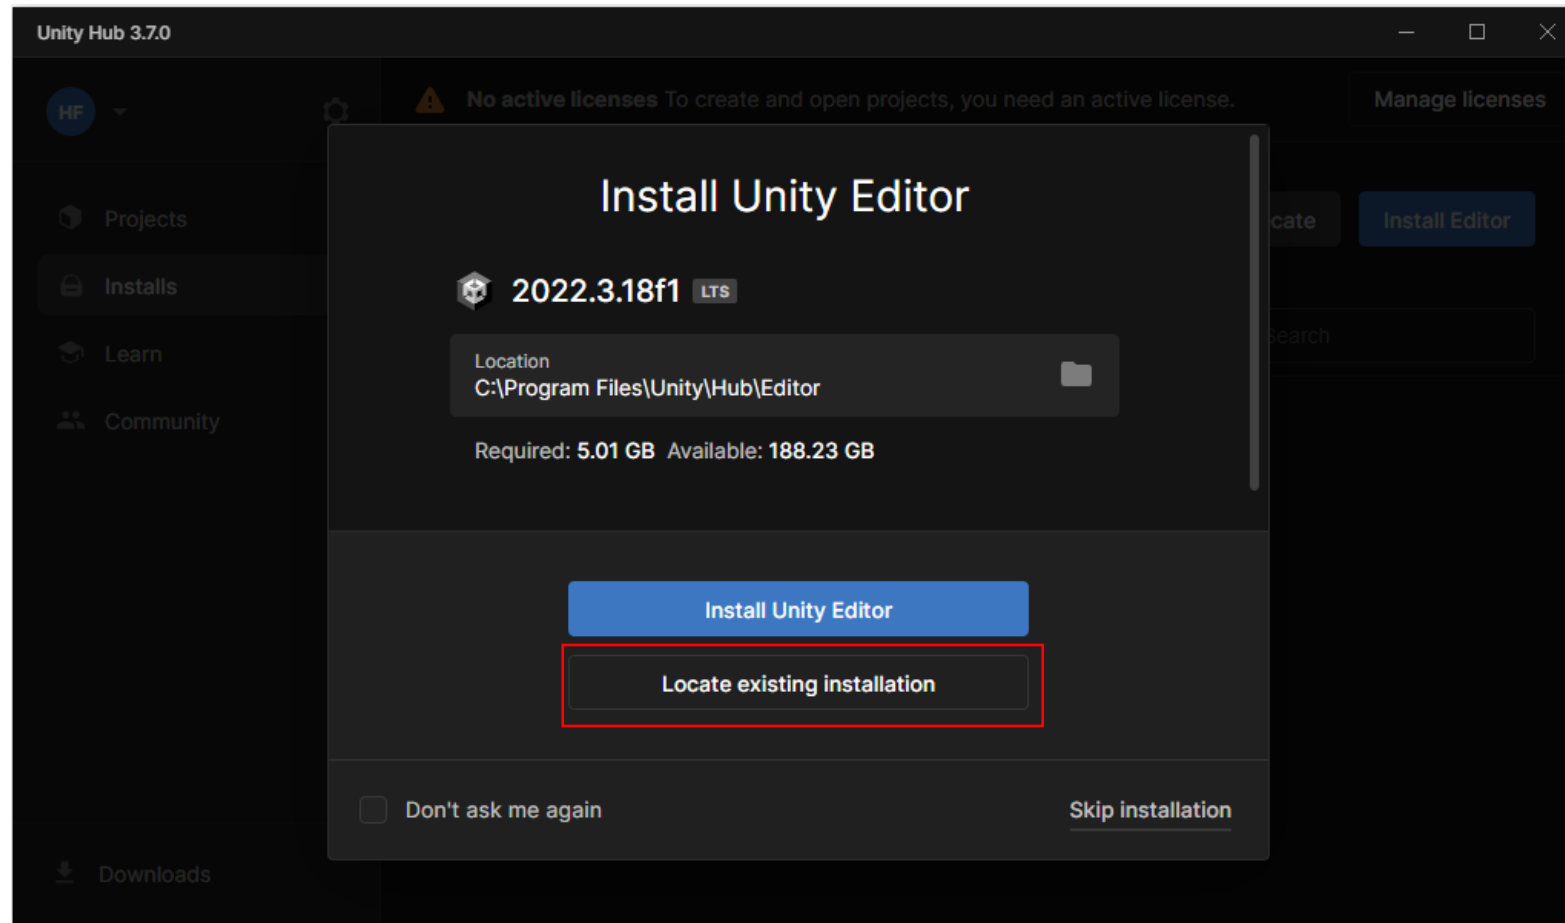 Unity Hub 3.7.0
HF
No active licenses To create and open projects, you need an active license.
Manage licenses
Projects
Installs
Learn
Community
Downloads
cate
Install Editor
Search
Install Unity Editor
2022.3.18f1 LTS
Location
C:\Program Files\Unity\Hub\Editor
Required: 5.01 GB Available: 188.23 GB
Install Unity Editor
Locate existing installation
Don't ask me again
Skip installation